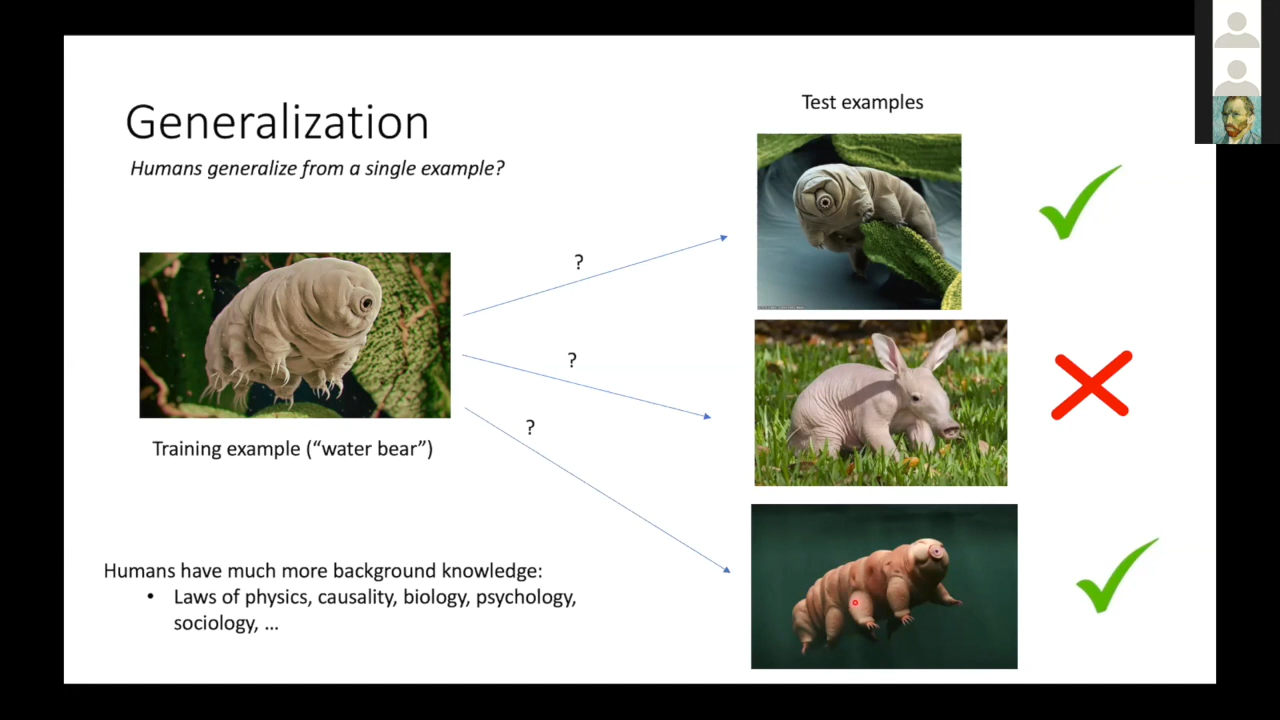 Generalization
Humans generalize from a single example?
Test examples
?
?
?
Training example (“water bear”)
Humans have much more background knowledge:
• Laws of physics, causality, biology, psychology,
sociology, ...